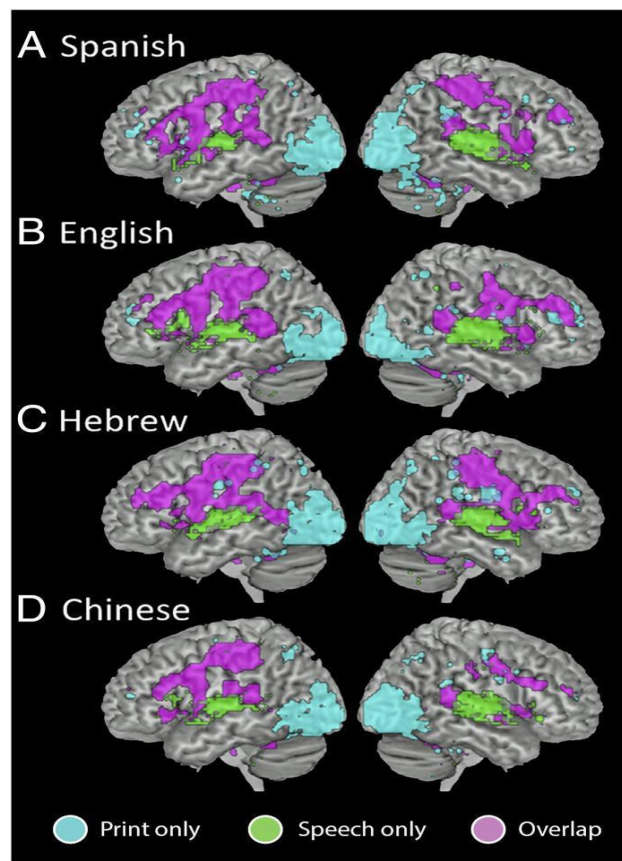 A Spanish
B English
C Hebrew
D Chinese
Print only Speech only Overlap